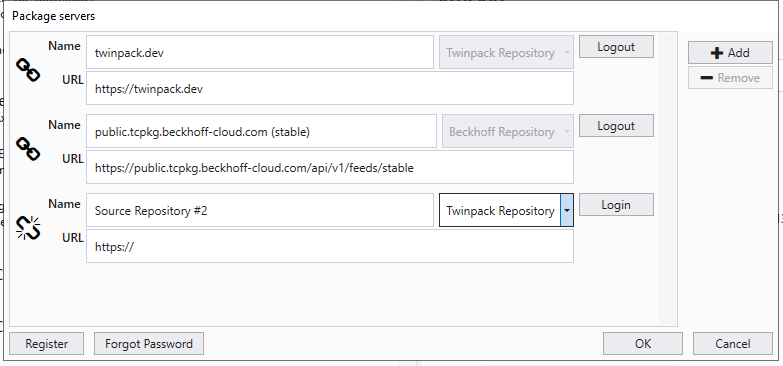 Package servers
Name twinpack.dev Twinpack Repository Logout
URL https://twinpack.dev
Name public.tcpkg.beckhoff-cloud.com (stable) Beckhoff Repository Logout
URL https://public.tcpkg.beckhoff-cloud.com/api/v1/feeds/stable
Name Source Repository #2 Twinpack Repository Login
URL https://
Add
Remove
Register Forgot Password OK Cancel